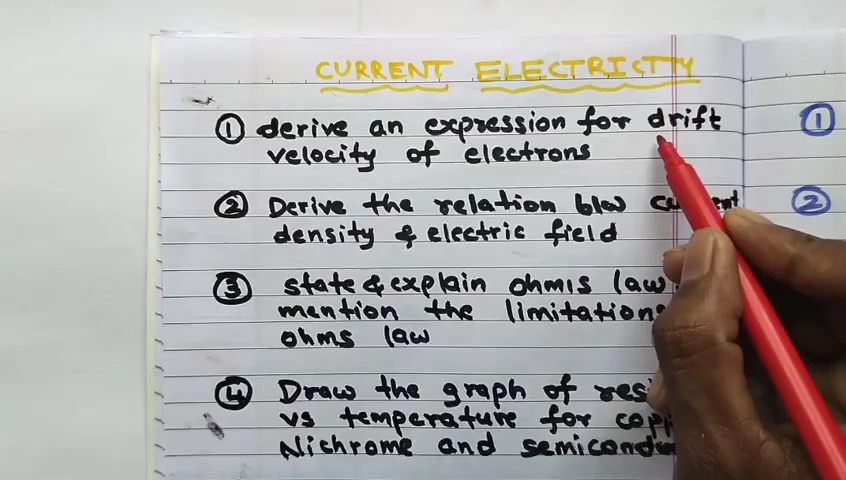 CURRENT ELECTRICTTY
① derive an expression for drift
velocity of electrons
② Derive the relation b/w
density & electric field
③ state & explain ohmis law
mention the limitations
ohms law
④ Draw the graph of
vs temperature for
Nichrome and
①
②